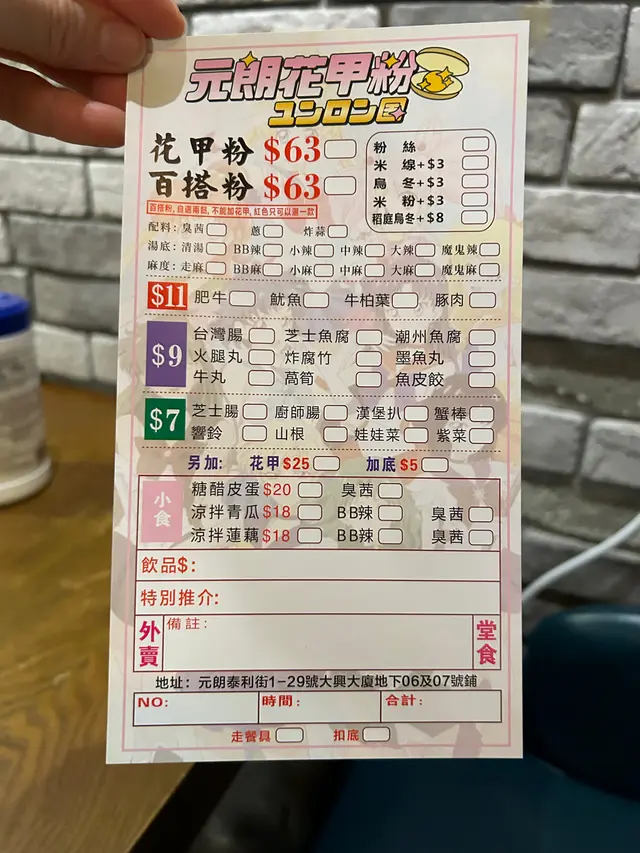 元朗花甲粉
ユンロン店
花甲粉 $63
百搭粉 $63
百搭粉,自選兩餸,不能加花甲,紅色只可以選一款
粉絲
米線+$3
烏冬+$3
米粉+$3
稻庭烏冬+$8
配料: 臭茜 蔥 炸蒜
湯底: 清湯 BB辣 小辣 中辣 大辣 魔鬼辣
麻度: 走麻 BB麻 小麻 中麻 大麻 魔鬼麻
$11 肥牛 魷魚 牛柏葉 豚肉
$9
台灣腸 芝士魚腐 潮州魚腐
火腿丸 炸腐竹 墨魚丸
牛丸 萵筍 魚皮餃
$7
芝士腸 廚師腸 漢堡扒 蟹棒
響鈴 山根 娃娃菜 紫菜
另加: 花甲$25 加底$5
小食
糖醋皮蛋$20 臭茜
涼拌青瓜$18 BB辣 臭茜
涼拌蓮藕$18 BB辣 臭茜
飲品$:
特別推介:
外賣
備註:
堂食
地址: 元朗泰利街1-29號大興大廈地下06及07號鋪
NO: 時間: 合計:
走餐具 扣底